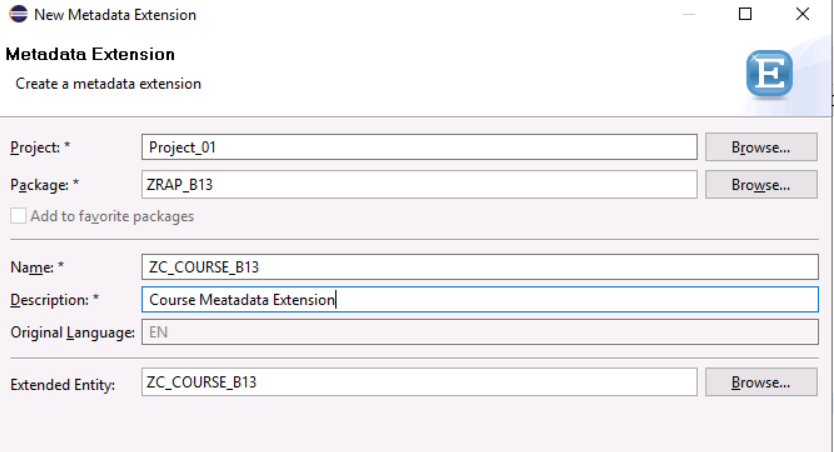 New Metadata Extension
Metadata Extension
Create a metadata extension
E
Project: * Project_01 Browse...
Package: * ZRAP_B13 Browse...
Add to favorite packages
Name: * ZC_COURSE_B13
Description: * Course Meatadata Extension
Original Language: EN
Extended Entity: ZC_COURSE_B13 Browse...